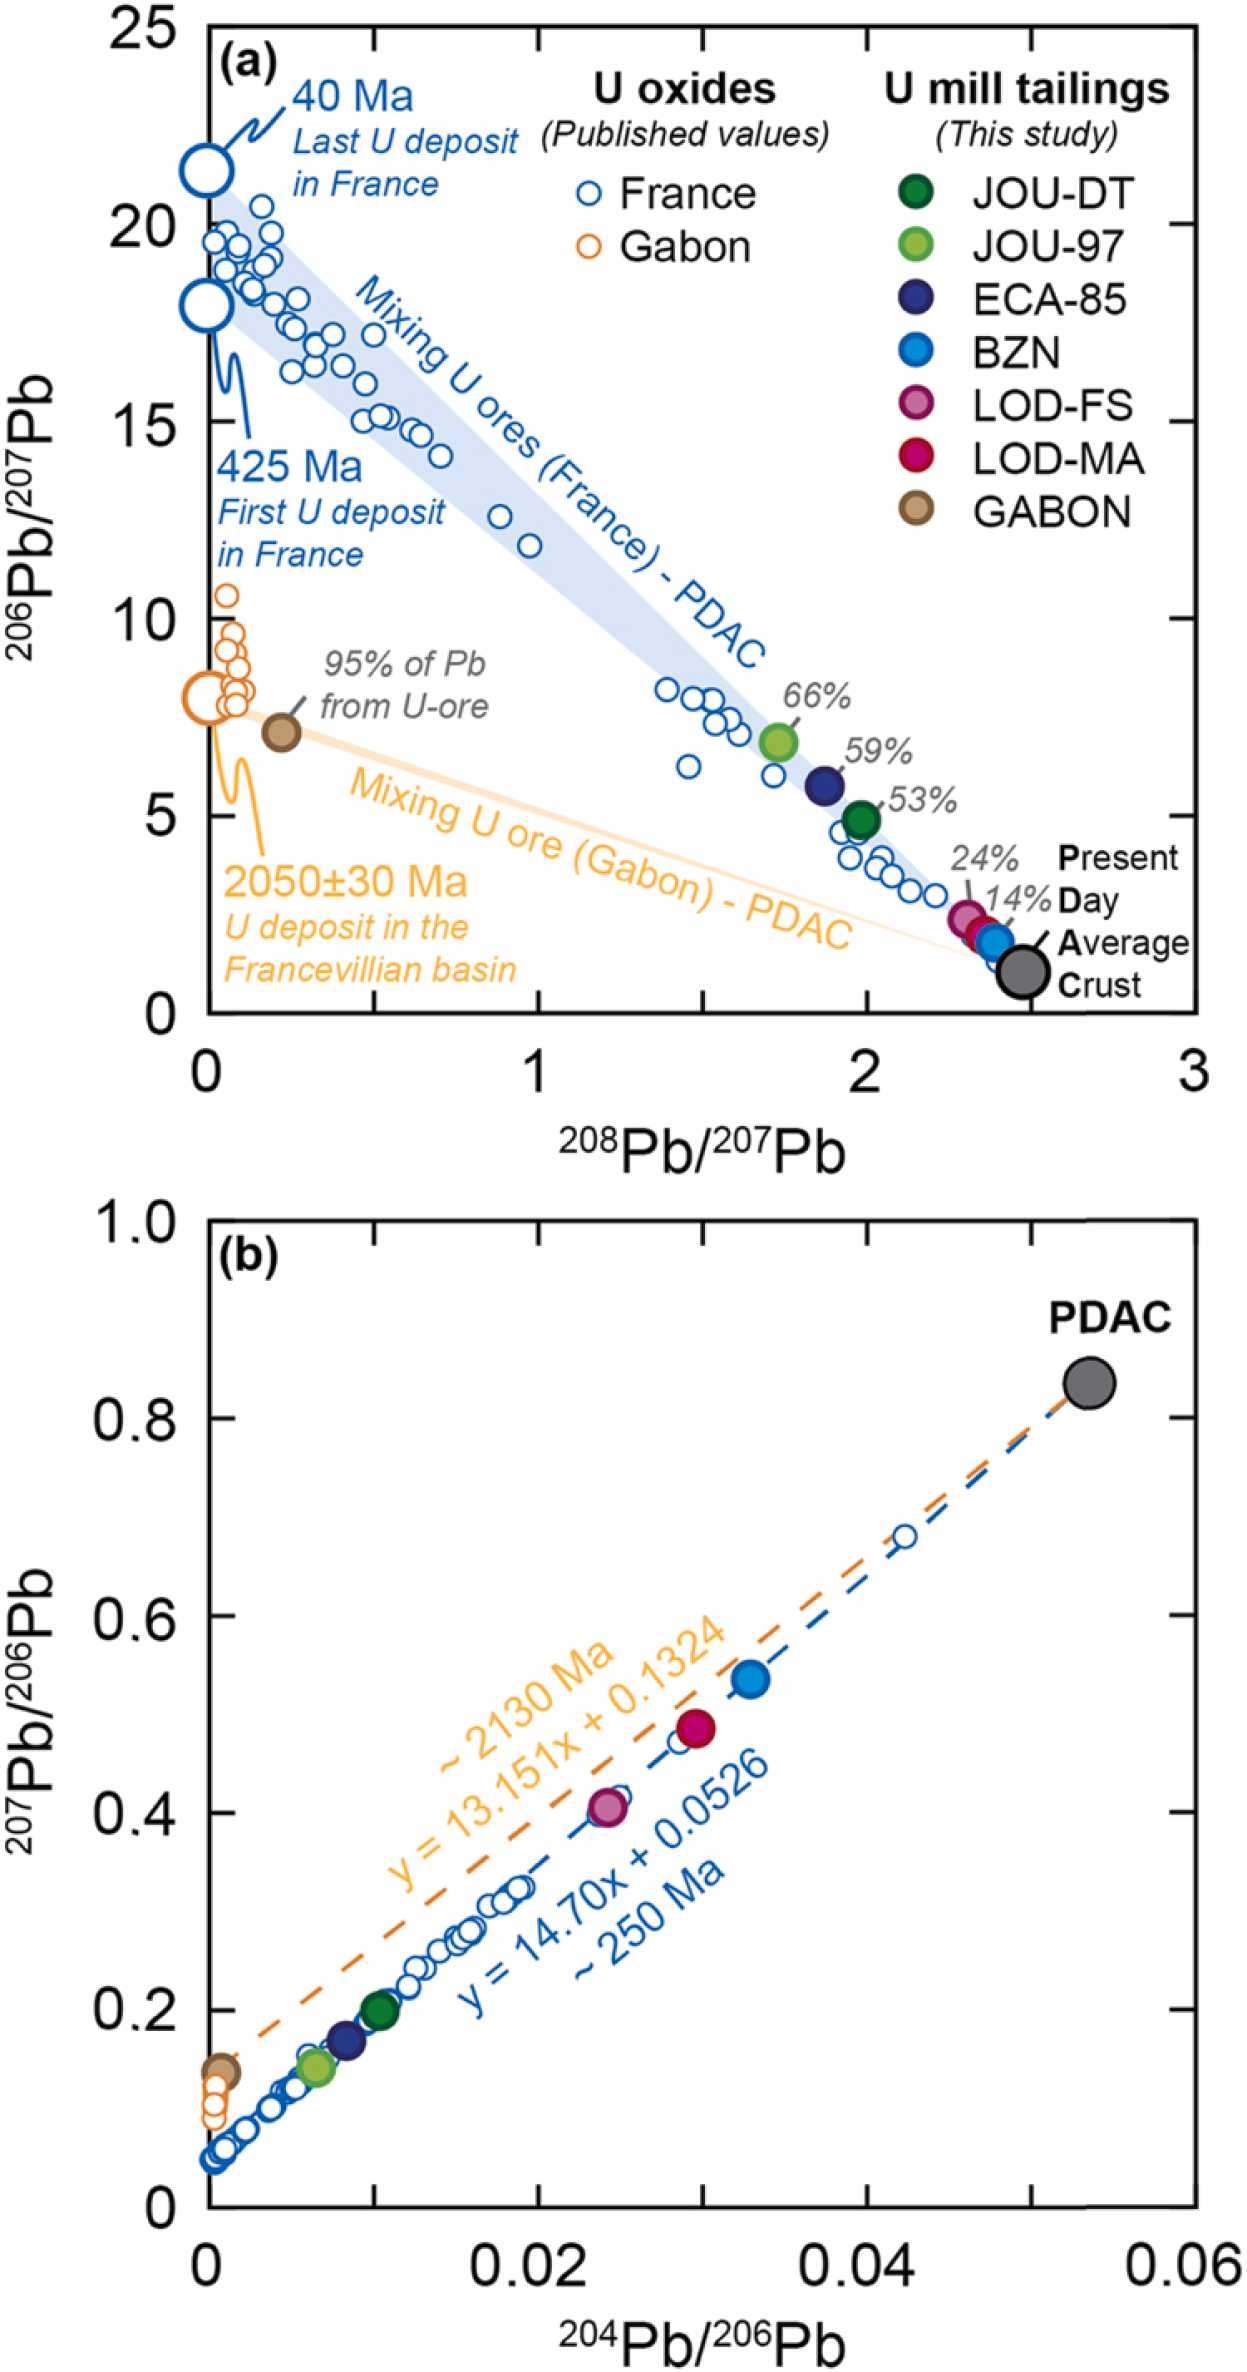 (a)
25
20
15
10
5
0
²⁰⁶Pb/²⁰⁷Pb
40 Ma
Last U deposit
in France
U oxides
(Published values)
France
Gabon
U mill tailings
(This study)
JOU-DT
JOU-97
ECA-85
BZN
LOD-FS
LOD-MA
GABON
Mixing U ores (France) - PDAC
425 Ma
First U deposit
in France
95% of Pb
from U-ore
66%
59%
53%
24%
14%
Mixing U ore (Gabon) - PDAC
2050±30 Ma
U deposit in the
Francevillian basin
Present
Day
Average
Crust
0
1
2
3
²⁰⁸Pb/²⁰⁷Pb
(b)
1.0
0.8
0.6
0.4
0.2
0
²⁰⁷Pb/²⁰⁶Pb
PDAC
~ 2130 Ma
y = 13.151x + 0.1324
y = 14.70x + 0.0526
~ 250 Ma
0
0.02
0.04
0.06
²⁰⁴Pb/²⁰⁶Pb